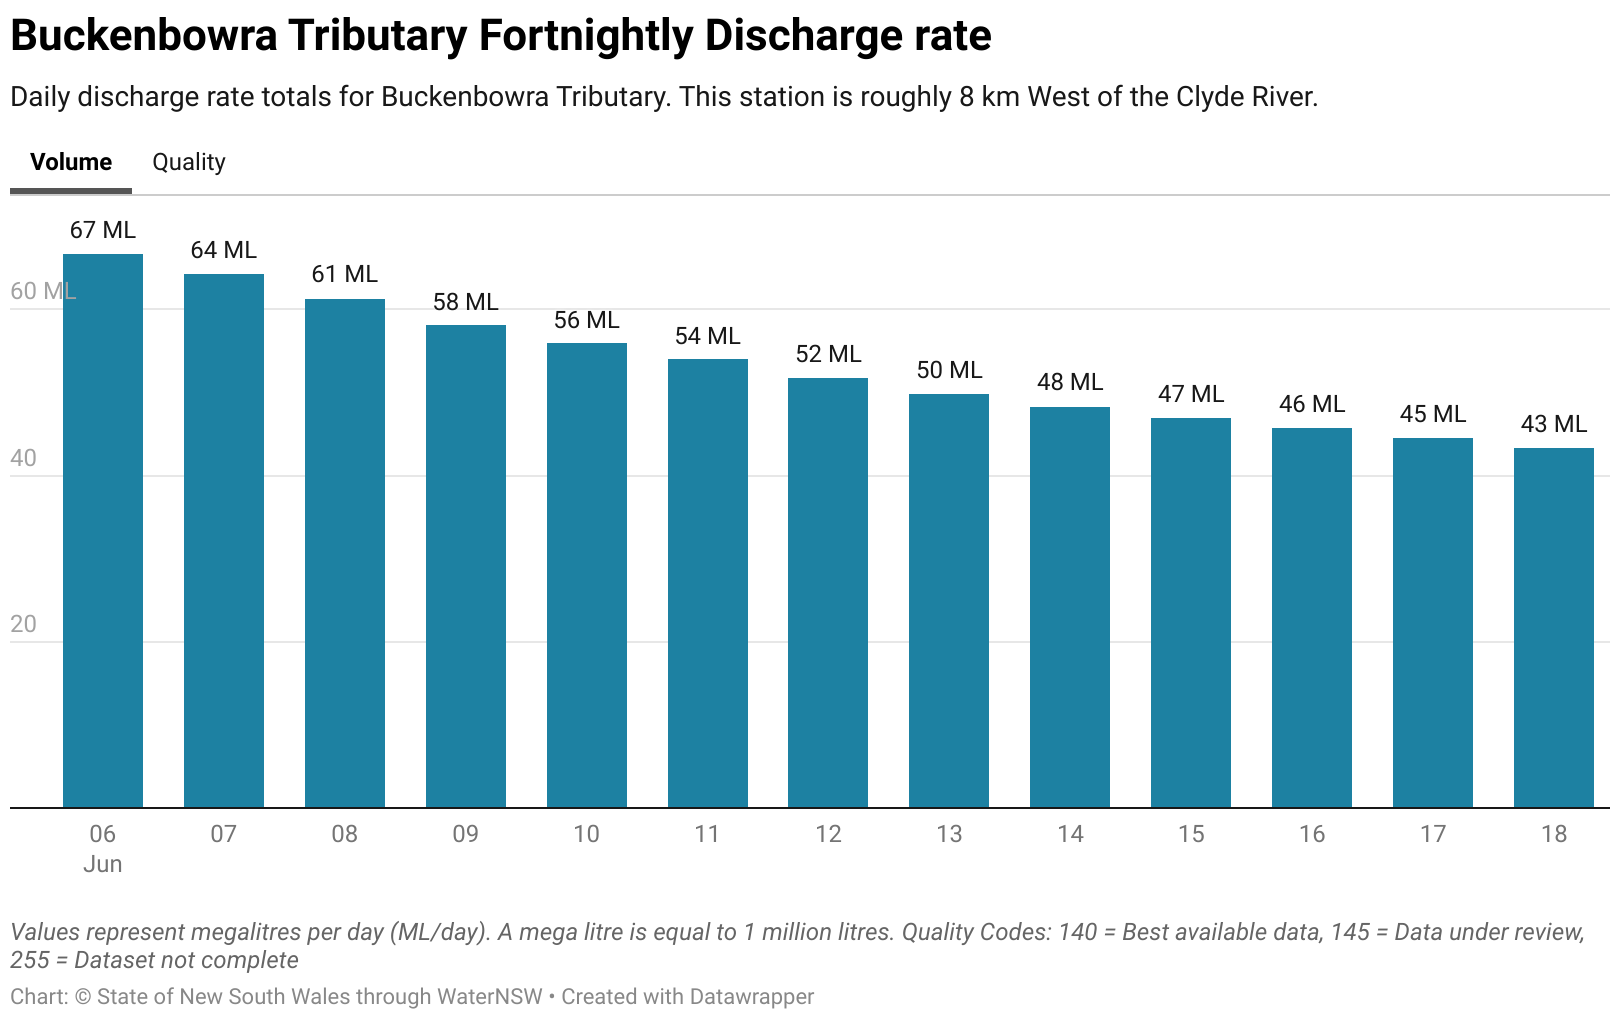 Buckenbowra Tributary Fortnightly Discharge rate
Daily discharge rate totals for Buckenbowra Tributary. This station is roughly 8 km West of the Clyde River.
Volume Quality
67 ML
64 ML
61 ML
58 ML
56 ML
54 ML
52 ML
50 ML
48 ML
47 ML
46 ML
45 ML
43 ML
60 ML
40
20
06 07 08 09 10 11 12 13 14 15 16 17 18
Jun
Values represent megalitres per day (ML/day). A mega litre is equal to 1 million litres. Quality Codes: 140 = Best available data, 145 = Data under review,
255 = Dataset not complete
Chart: © State of New South Wales through WaterNSW • Created with Datawrapper